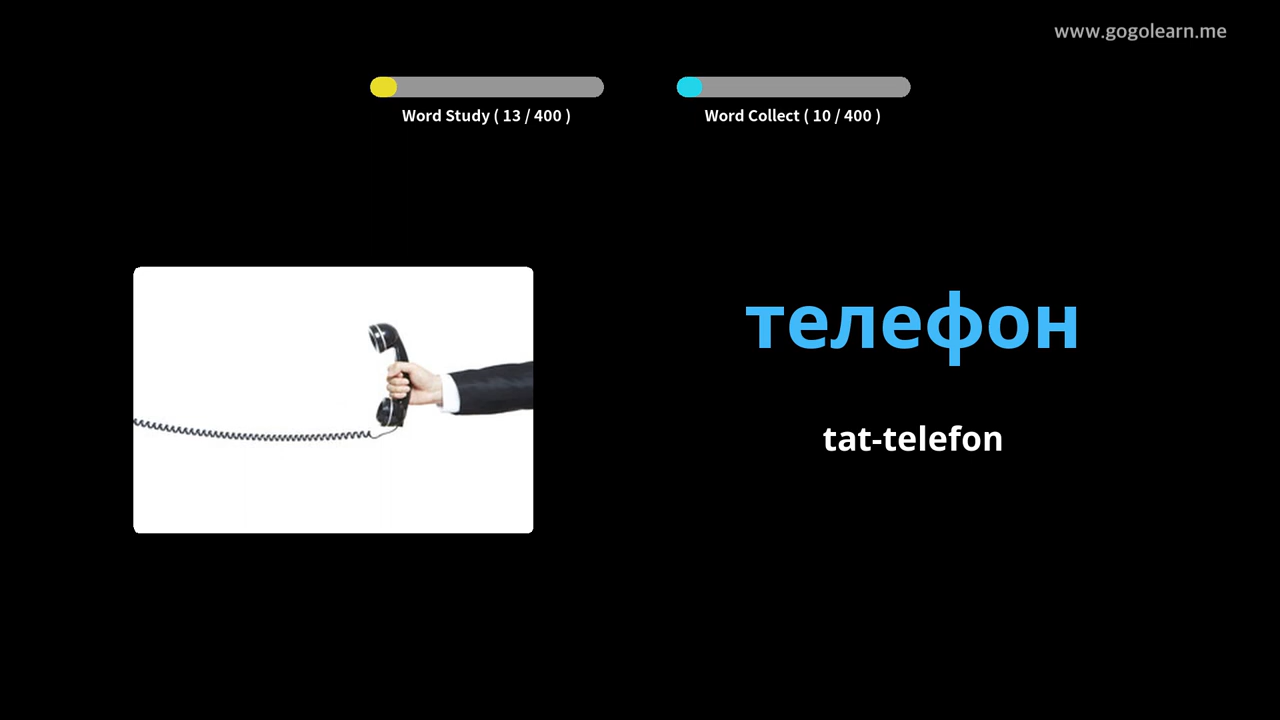 www.gogolearn.me
Word Study ( 13 / 400 )
Word Collect ( 10 / 400 )
телефон
tat-telefon